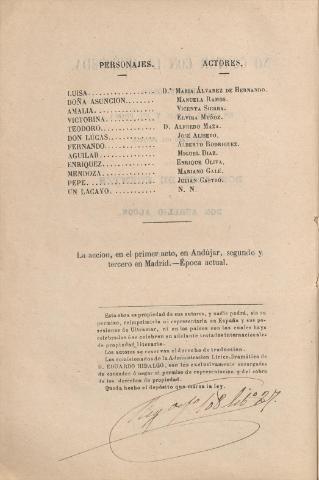 PERSONAJES. ACTORES.
LUISA D.ª MARIA ÁLVAREZ DE HERNANDO.
DOÑA ASUNCION MANUELA RAMOS.
AMALIA VICENTA SIERRA.
VICTORINA ELVIRA MUÑOZ.
TEODORO D. ALFREDO MAZA.
DON LUCAS JOSÉ ALISEDO.
FERNANDO ALBERTO RODRIGUEZ.
AGUILAR MIGUEL DIAZ.
ENRIQUEZ ENRIQUE OLIVA.
MENDOZA MARIANO GALÉ.
PEPE JULIAN CASTRO.
UN LACAYO N. N.
La accion, en el primer acto, en Andújar, segundo y
tercero en Madrid.—Época actual.
Esta obra es propiedad de sus autores, y nadie podrá, sin su
permiso, reimprimirla ni representarla en España y sus po-
sesiones de Ultramar, ni en los países con los cuales haya
celebrados ó se celebren en adelante tratados internacionales
de propiedad literaria.
Los autores se reservan el derecho de traduccion.
Los comisionados de la Administracion Lírico-Dramática de
D. EDUARDO HIDALGO, son los exclusivamente encargados
de conceder ó negar el permiso de representacion y del cobro
de los derechos de propiedad.
Queda hecho el depósito que marca la ley.